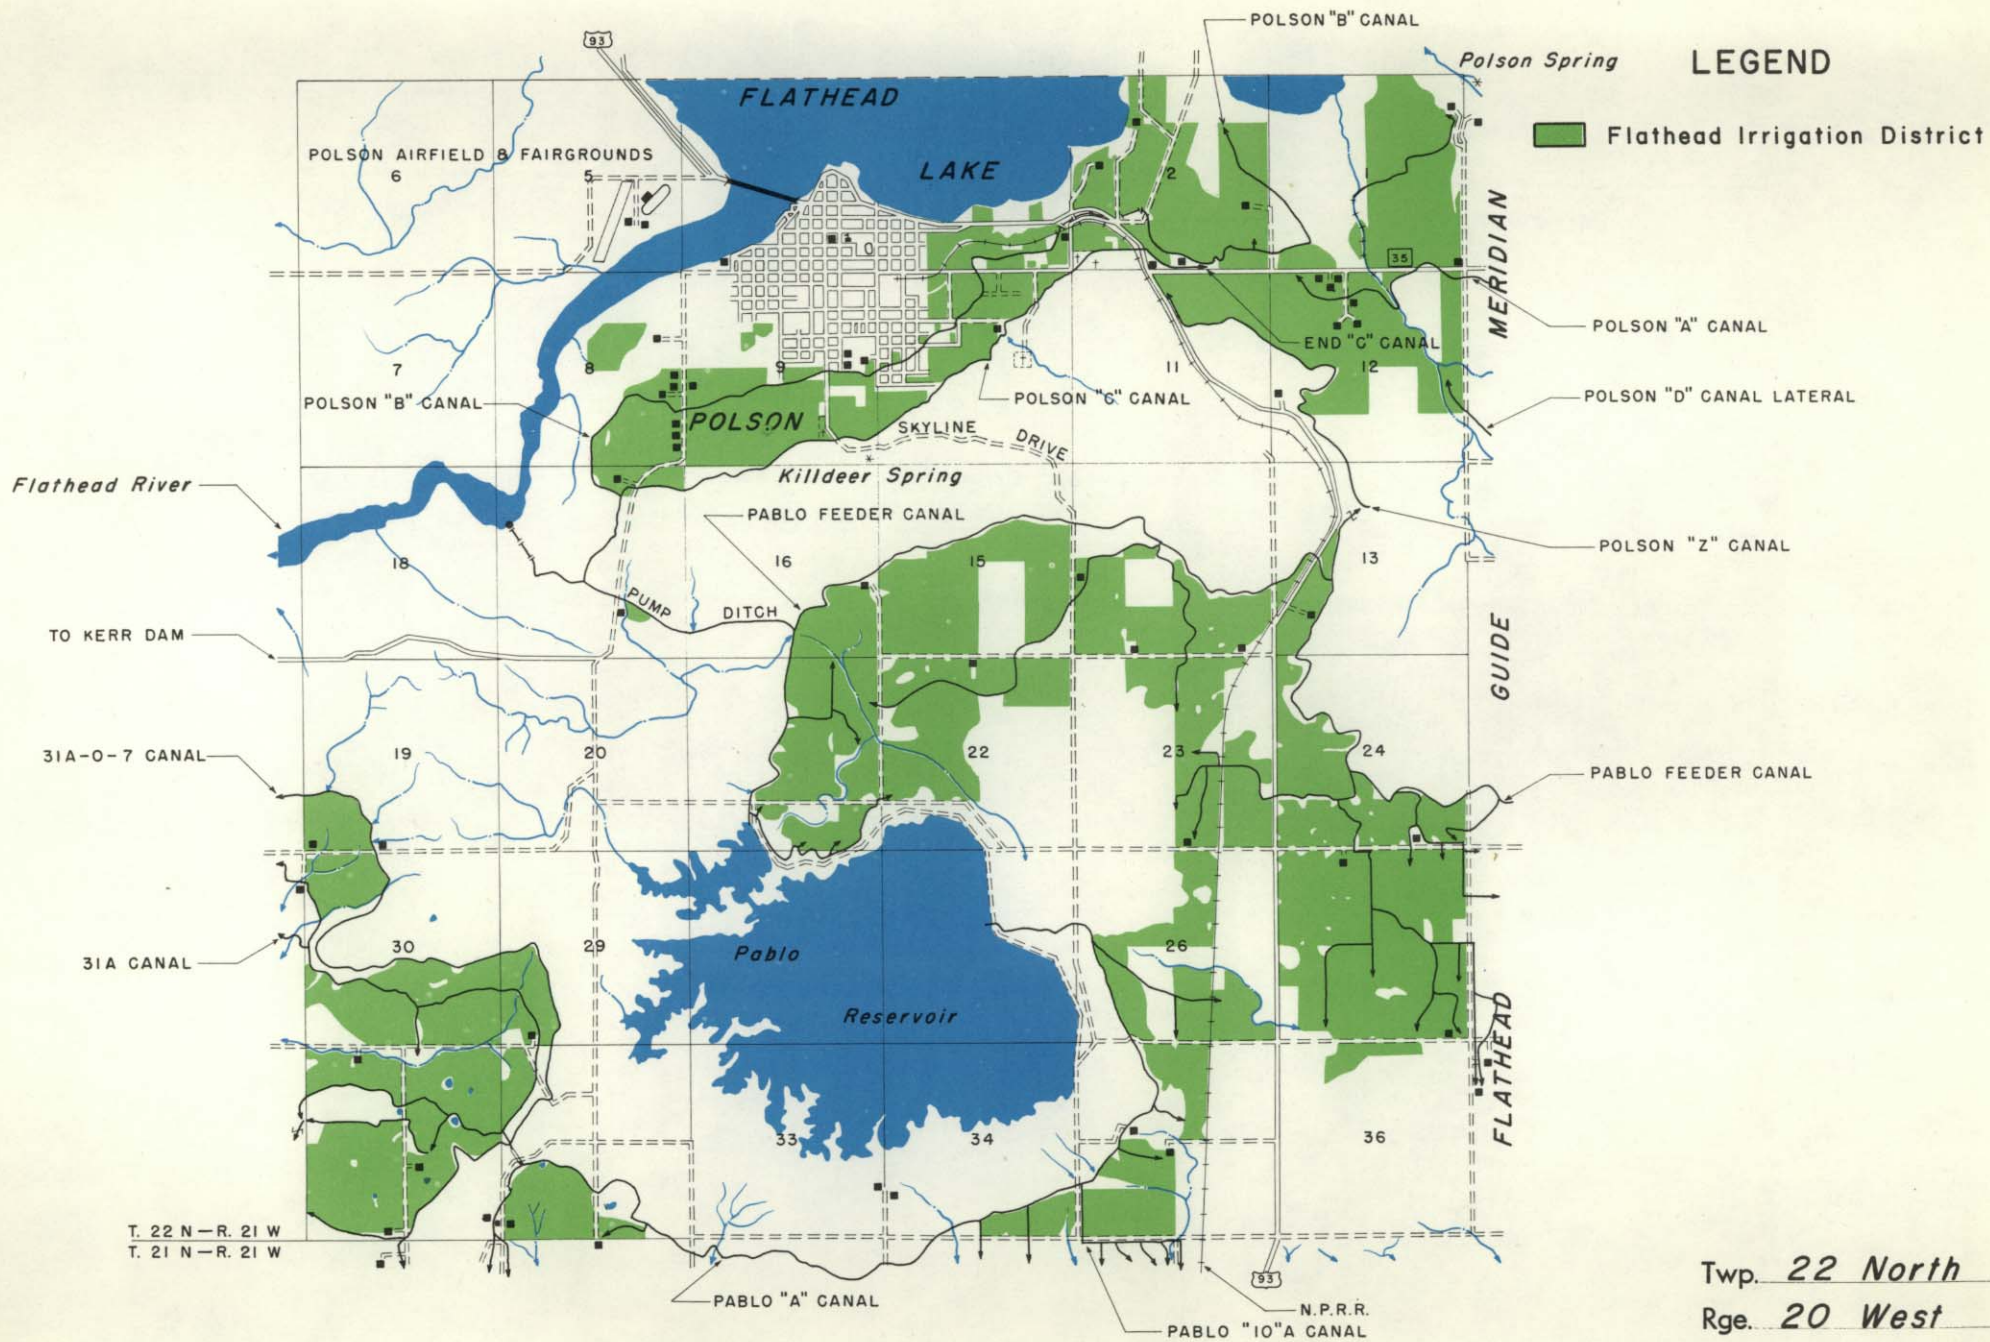 POLSON "B" CANAL
93
Polson Spring
LEGEND
FLATHEAD
Flathead Irrigation District
POLSON AIRFIELD & FAIRGROUNDS
6
5
LAKE
2
1
MERIDIAN
35
POLSON "A" CANAL
END "C" CANAL
7
8
9
11
12
POLSON "B" CANAL
POLSON "C" CANAL
POLSON "D" CANAL LATERAL
POLSON
SKYLINE DRIVE
Killdeer Spring
Flathead River
PABLO FEEDER CANAL
POLSON "Z" CANAL
18
16
15
13
PUMP DITCH
TO KERR DAM
GUIDE
31A-0-7 CANAL
19
20
22
23
24
PABLO FEEDER CANAL
30
29
26
31A CANAL
Pablo
Reservoir
FLATHEAD
33
34
36
T. 22 N - R. 21 W
T. 21 N - R. 21 W
93
PABLO "A" CANAL
N.P.R.R.
PABLO "10"A CANAL
Twp. 22 North
Rge. 20 West